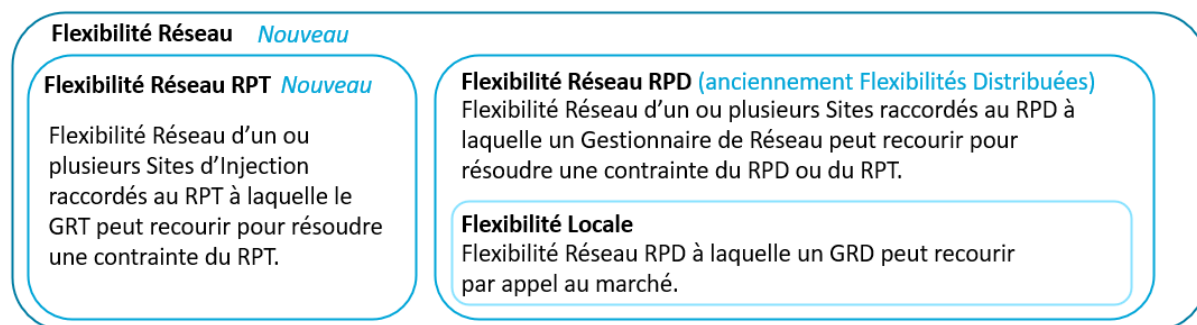 Flexibilité Réseau Nouveau
Flexibilité Réseau RPT Nouveau
Flexibilité Réseau d’un ou
plusieurs Sites d’Injection
raccordés au RPT à laquelle le
GRT peut recourir pour résoudre
une contrainte du RPT.
Flexibilité Réseau RPD (anciennement Flexibilités Distribuées)
Flexibilité Réseau d’un ou plusieurs Sites raccordés au RPD à
laquelle un Gestionnaire de Réseau peut recourir pour
résoudre une contrainte du RPD ou du RPT.
Flexibilité Locale
Flexibilité Réseau RPD à laquelle un GRD peut recourir
par appel au marché.